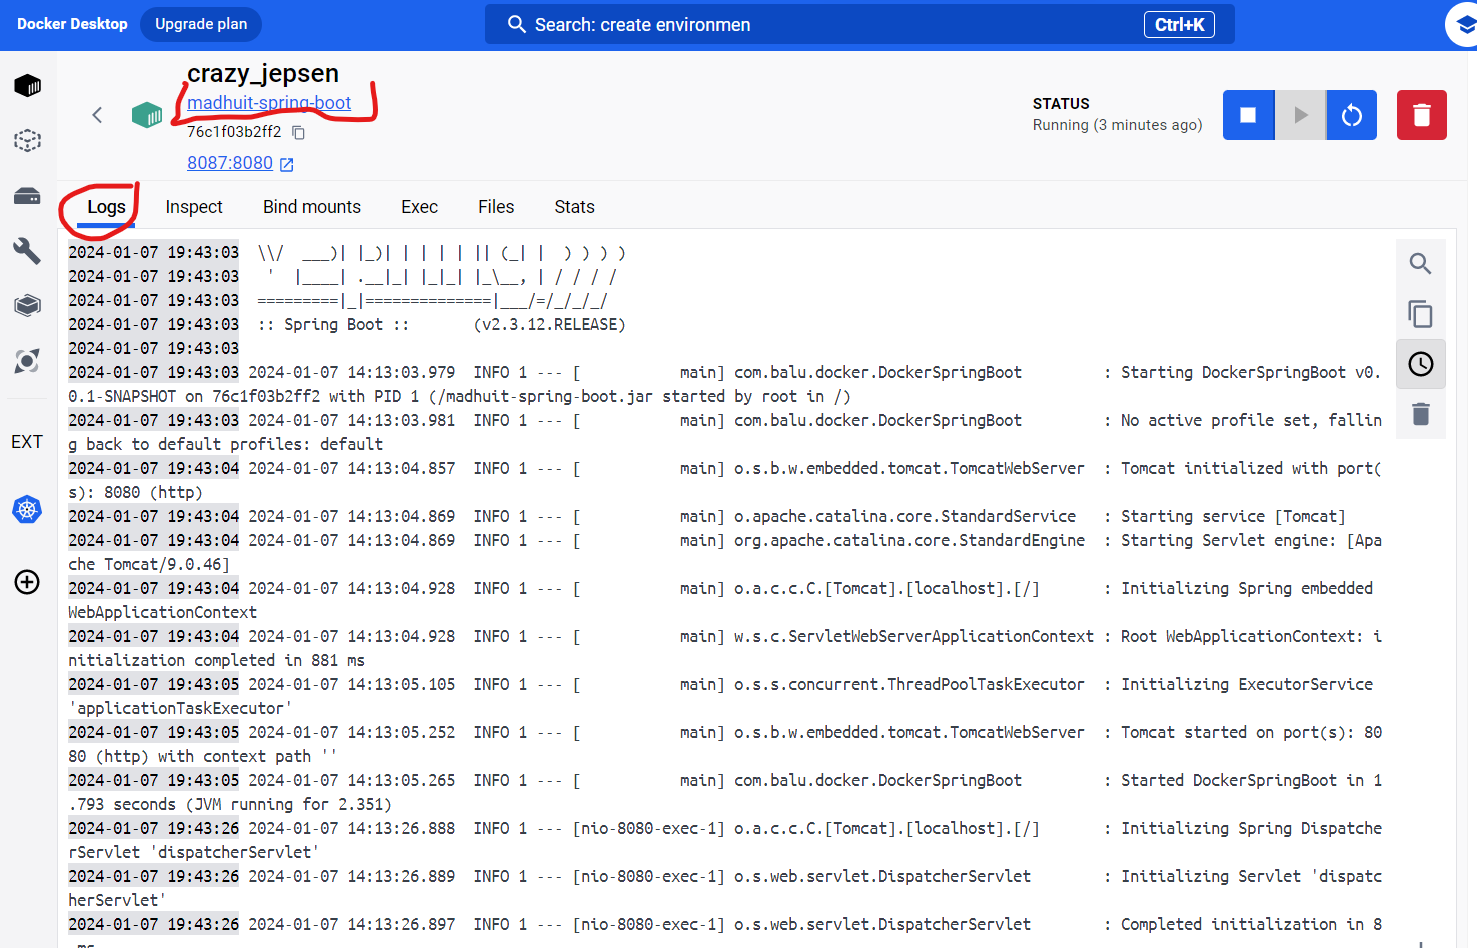 Docker Desktop
Upgrade plan
Search: create environmen
Ctrl+K
crazy_jepsen
madhuit-spring-boot
76c1f03b2ff2
8087:8080
STATUS
Running (3 minutes ago)
Logs
Inspect
Bind mounts
Exec
Files
Stats
EXT
2024-01-07 19:43:03  \\/  ___)| |_)| | | | | || (_| |  ) ) ) )
2024-01-07 19:43:03   '  |____| .__|_| |_|_| |_\__, | / / / /
2024-01-07 19:43:03  =========|_|==============|___/=/_/_/_/
2024-01-07 19:43:03  :: Spring Boot ::       (v2.3.12.RELEASE)
2024-01-07 19:43:03
2024-01-07 19:43:03 2024-01-07 14:13:03.979  INFO 1 --- [           main] com.balu.docker.DockerSpringBoot         : Starting DockerSpringBoot v0.
0.1-SNAPSHOT on 76c1f03b2ff2 with PID 1 (/madhuit-spring-boot.jar started by root in /)
2024-01-07 19:43:03 2024-01-07 14:13:03.981  INFO 1 --- [           main] com.balu.docker.DockerSpringBoot         : No active profile set, fallin
g back to default profiles: default
2024-01-07 19:43:04 2024-01-07 14:13:04.857  INFO 1 --- [           main] o.s.b.w.embedded.tomcat.TomcatWebServer  : Tomcat initialized with port(
s): 8080 (http)
2024-01-07 19:43:04 2024-01-07 14:13:04.869  INFO 1 --- [           main] o.apache.catalina.core.StandardService   : Starting service [Tomcat]
2024-01-07 19:43:04 2024-01-07 14:13:04.869  INFO 1 --- [           main] org.apache.catalina.core.StandardEngine  : Starting Servlet engine: [Apa
che Tomcat/9.0.46]
2024-01-07 19:43:04 2024-01-07 14:13:04.928  INFO 1 --- [           main] o.a.c.c.C.[Tomcat].[localhost].[/]       : Initializing Spring embedded
WebApplicationContext
2024-01-07 19:43:04 2024-01-07 14:13:04.928  INFO 1 --- [           main] w.s.c.ServletWebServerApplicationContext : Root WebApplicationContext: i
nitialization completed in 881 ms
2024-01-07 19:43:05 2024-01-07 14:13:05.105  INFO 1 --- [           main] o.s.s.concurrent.ThreadPoolTaskExecutor  : Initializing ExecutorService
'applicationTaskExecutor'
2024-01-07 19:43:05 2024-01-07 14:13:05.252  INFO 1 --- [           main] o.s.b.w.embedded.tomcat.TomcatWebServer  : Tomcat started on port(s): 80
80 (http) with context path ''
2024-01-07 19:43:05 2024-01-07 14:13:05.265  INFO 1 --- [           main] com.balu.docker.DockerSpringBoot         : Started DockerSpringBoot in 1
.793 seconds (JVM running for 2.351)
2024-01-07 19:43:26 2024-01-07 14:13:26.888  INFO 1 --- [nio-8080-exec-1] o.a.c.c.C.[Tomcat].[localhost].[/]       : Initializing Spring Dispatche
rServlet 'dispatcherServlet'
2024-01-07 19:43:26 2024-01-07 14:13:26.889  INFO 1 --- [nio-8080-exec-1] o.s.web.servlet.DispatcherServlet        : Initializing Servlet 'dispatc
herServlet'
2024-01-07 19:43:26 2024-01-07 14:13:26.897  INFO 1 --- [nio-8080-exec-1] o.s.web.servlet.DispatcherServlet        : Completed initialization in 8
ms